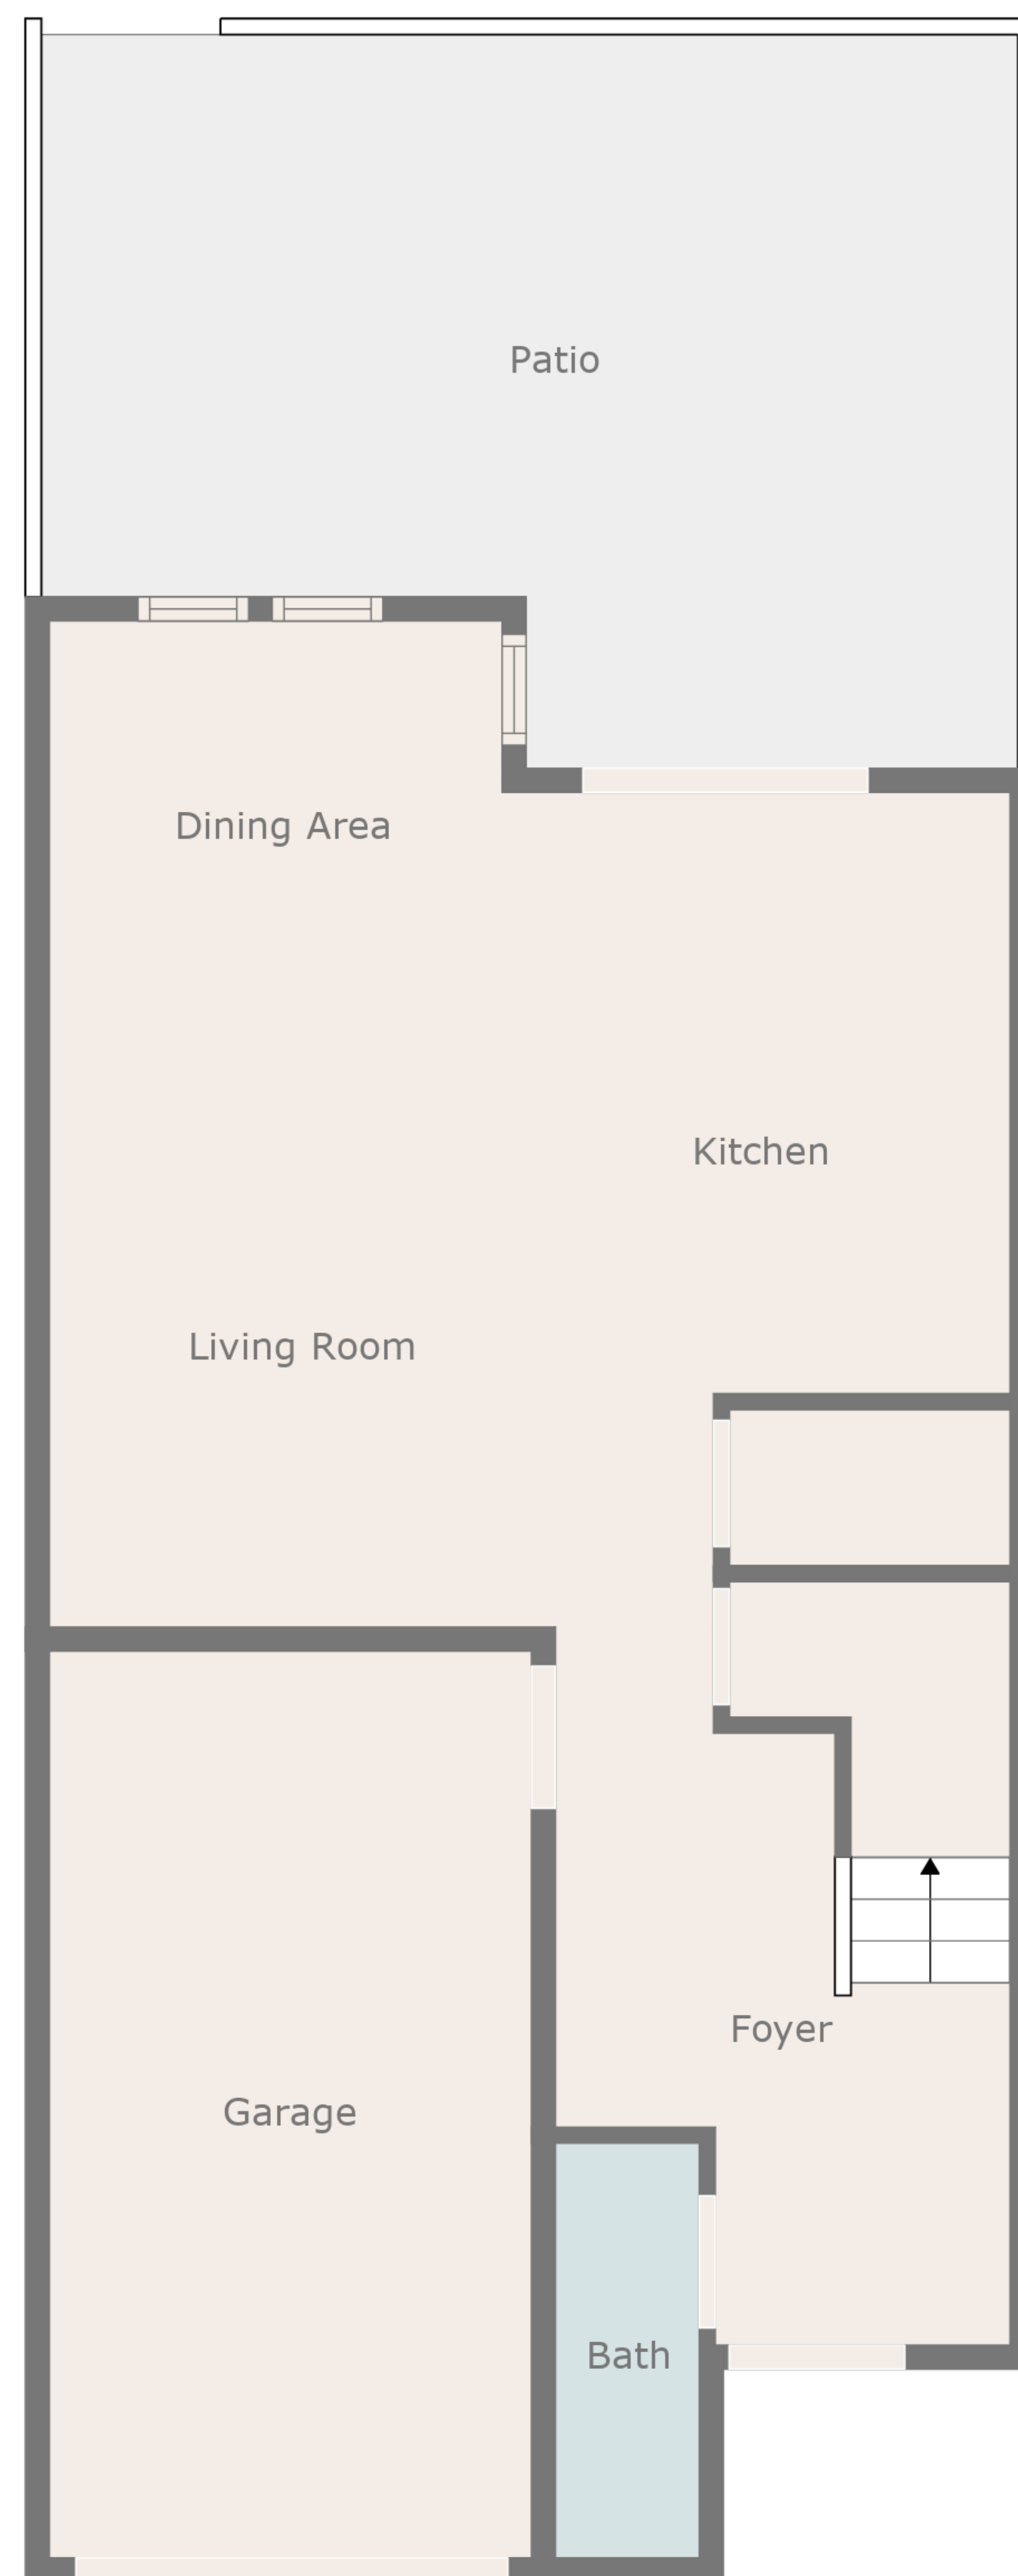 Patio
Dining Area
Kitchen
Living Room
Foyer
Garage
Bath